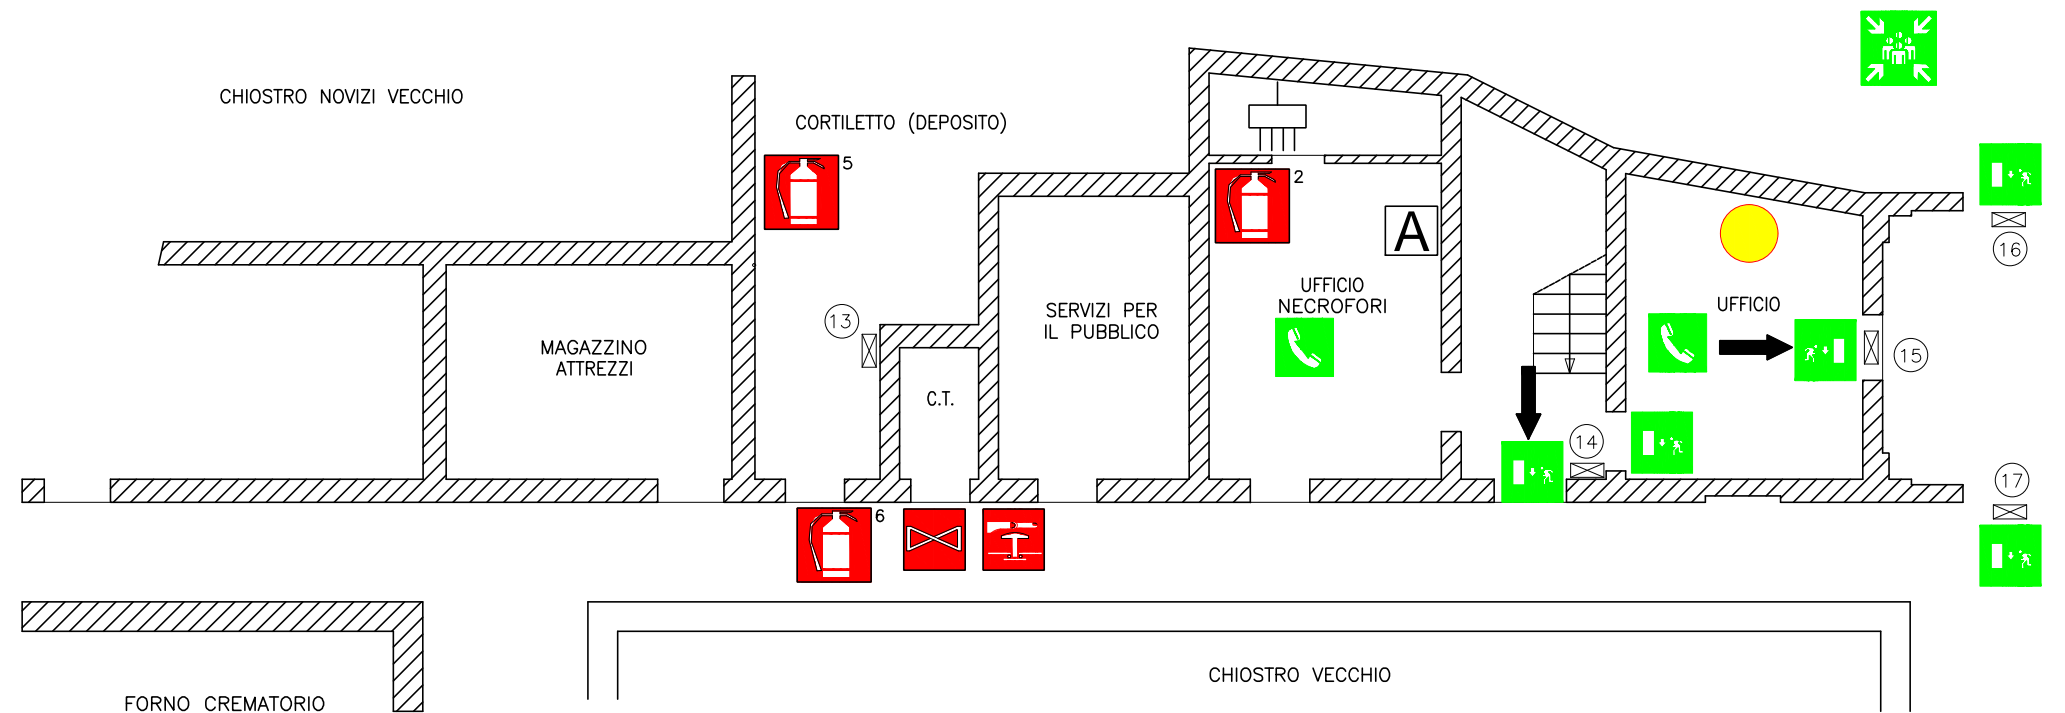 CHIOSTRO NOVIZI VECCHIO
CORTILETTO (DEPOSITO)
5
2
A
16
UFFICIO
NECROFORI
UFFICIO
13
SERVIZI PER
IL PUBBLICO
MAGAZZINO
ATTREZZI
15
C.T.
14
17
6
CHIOSTRO VECCHIO
FORNO CREMATORIO